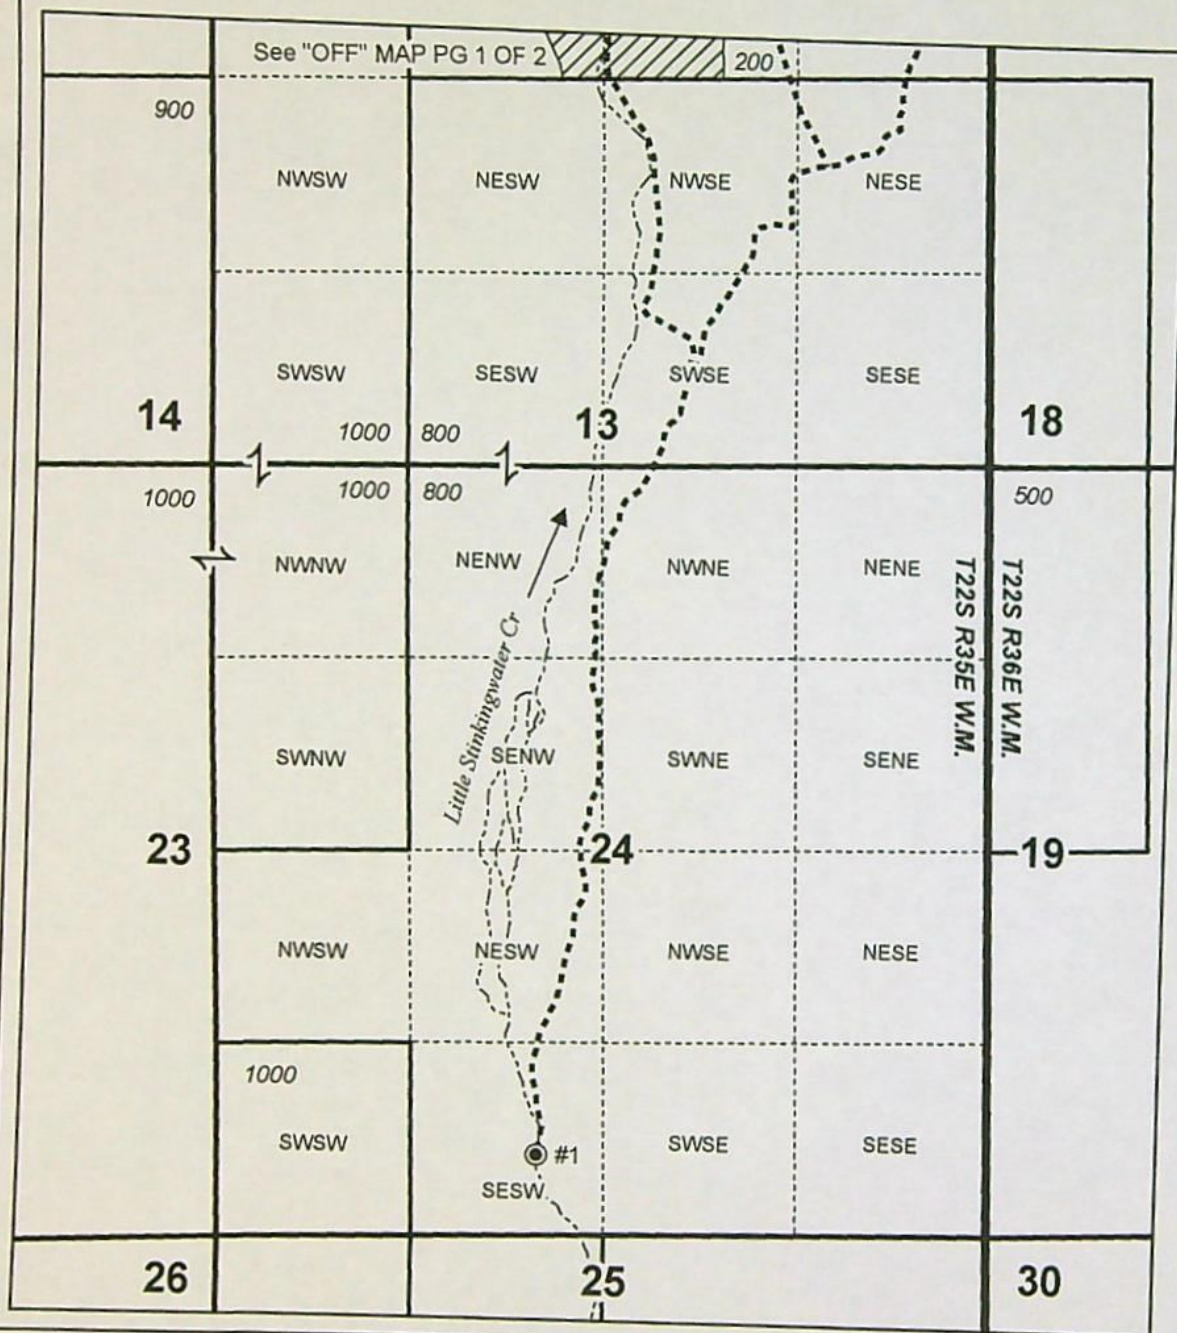 See "OFF" MAP PG 1 OF 2
200
900
NWSW NESW NWSE NESE
SWSW SESW SWSE SESE
14 13 18
1000 800
1000 1000 800 500
NWNW NENW NWNE NENE
T22S R35E W.M.
T22S R36E W.M.
Little Stinkingwater Cr
SWNW SENW SWNE SENE
23 24 19
NWSW NESW NWSE NESE
1000
SWSW SWSE SESE
#1
SESW
26 25 30